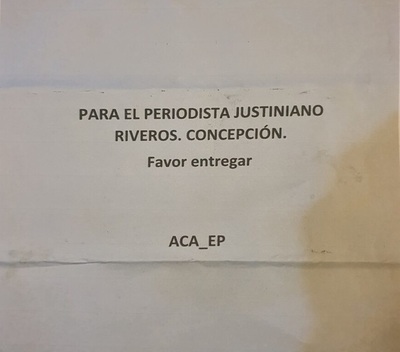 PARA EL PERIODISTA JUSTINIANO
RIVEROS. CONCEPCIÓN.
Favor entregar
ACA_EP